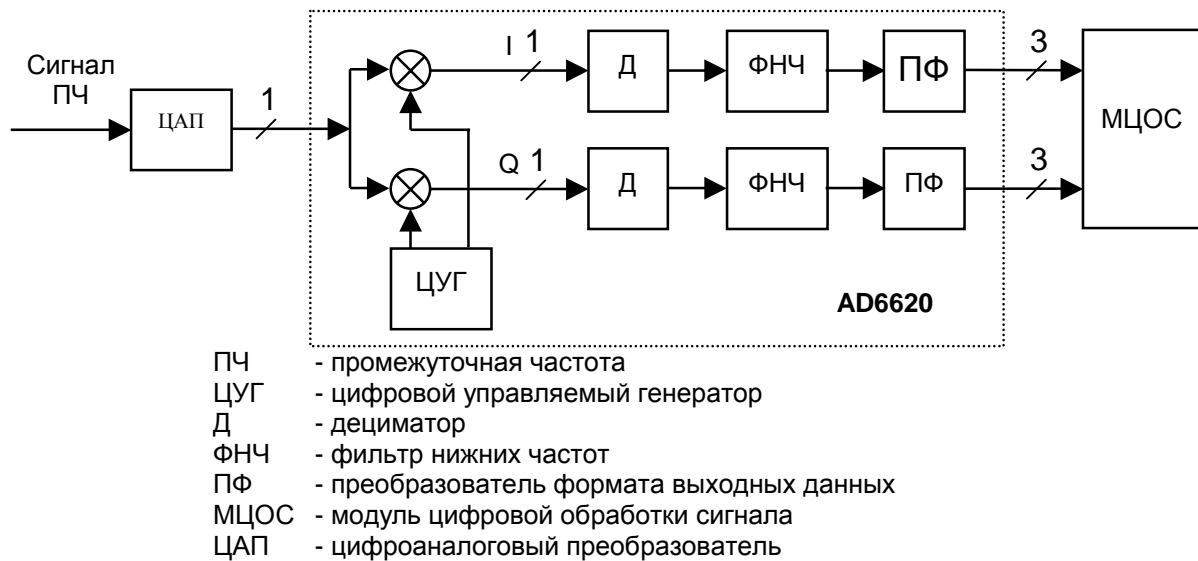 Сигнал
ПЧ
ЦАП
1
I
1
Д
ФНЧ
ПФ
3
МЦОС
Q
1
Д
ФНЧ
ПФ
3
ЦУГ
AD6620
ПЧ - промежуточная частота
ЦУГ - цифровой управляемый генератор
Д - дециматор
ФНЧ - фильтр нижних частот
ПФ - преобразователь формата выходных данных
МЦОС - модуль цифровой обработки сигнала
ЦАП - цифроаналоговый преобразователь